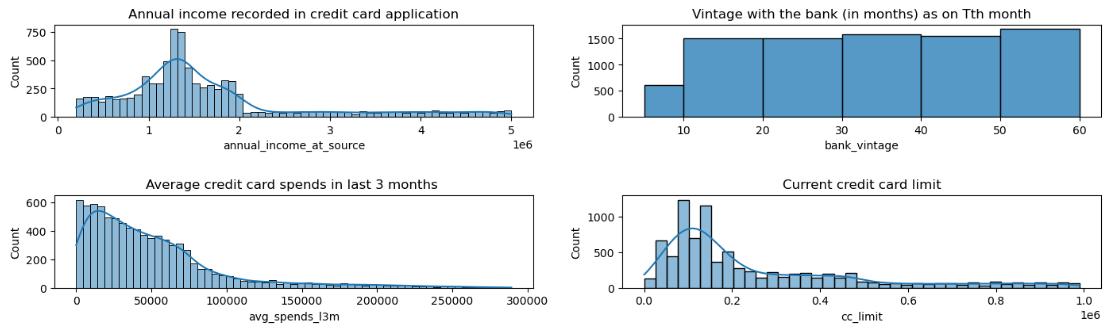 Annual income recorded in credit card application
Count
750
500
250
0
0 1 2 3 4 5
1e6
annual_income_at_source
Vintage with the bank (in months) as on Tth month
Count
1500
1000
500
0
10 20 30 40 50 60
bank_vintage
Average credit card spends in last 3 months
Count
600
400
200
0
0 50000 100000 150000 200000 250000 300000
avg_spends_l3m
Current credit card limit
Count
1000
500
0
0.0 0.2 0.4 0.6 0.8 1.0
1e6
cc_limit